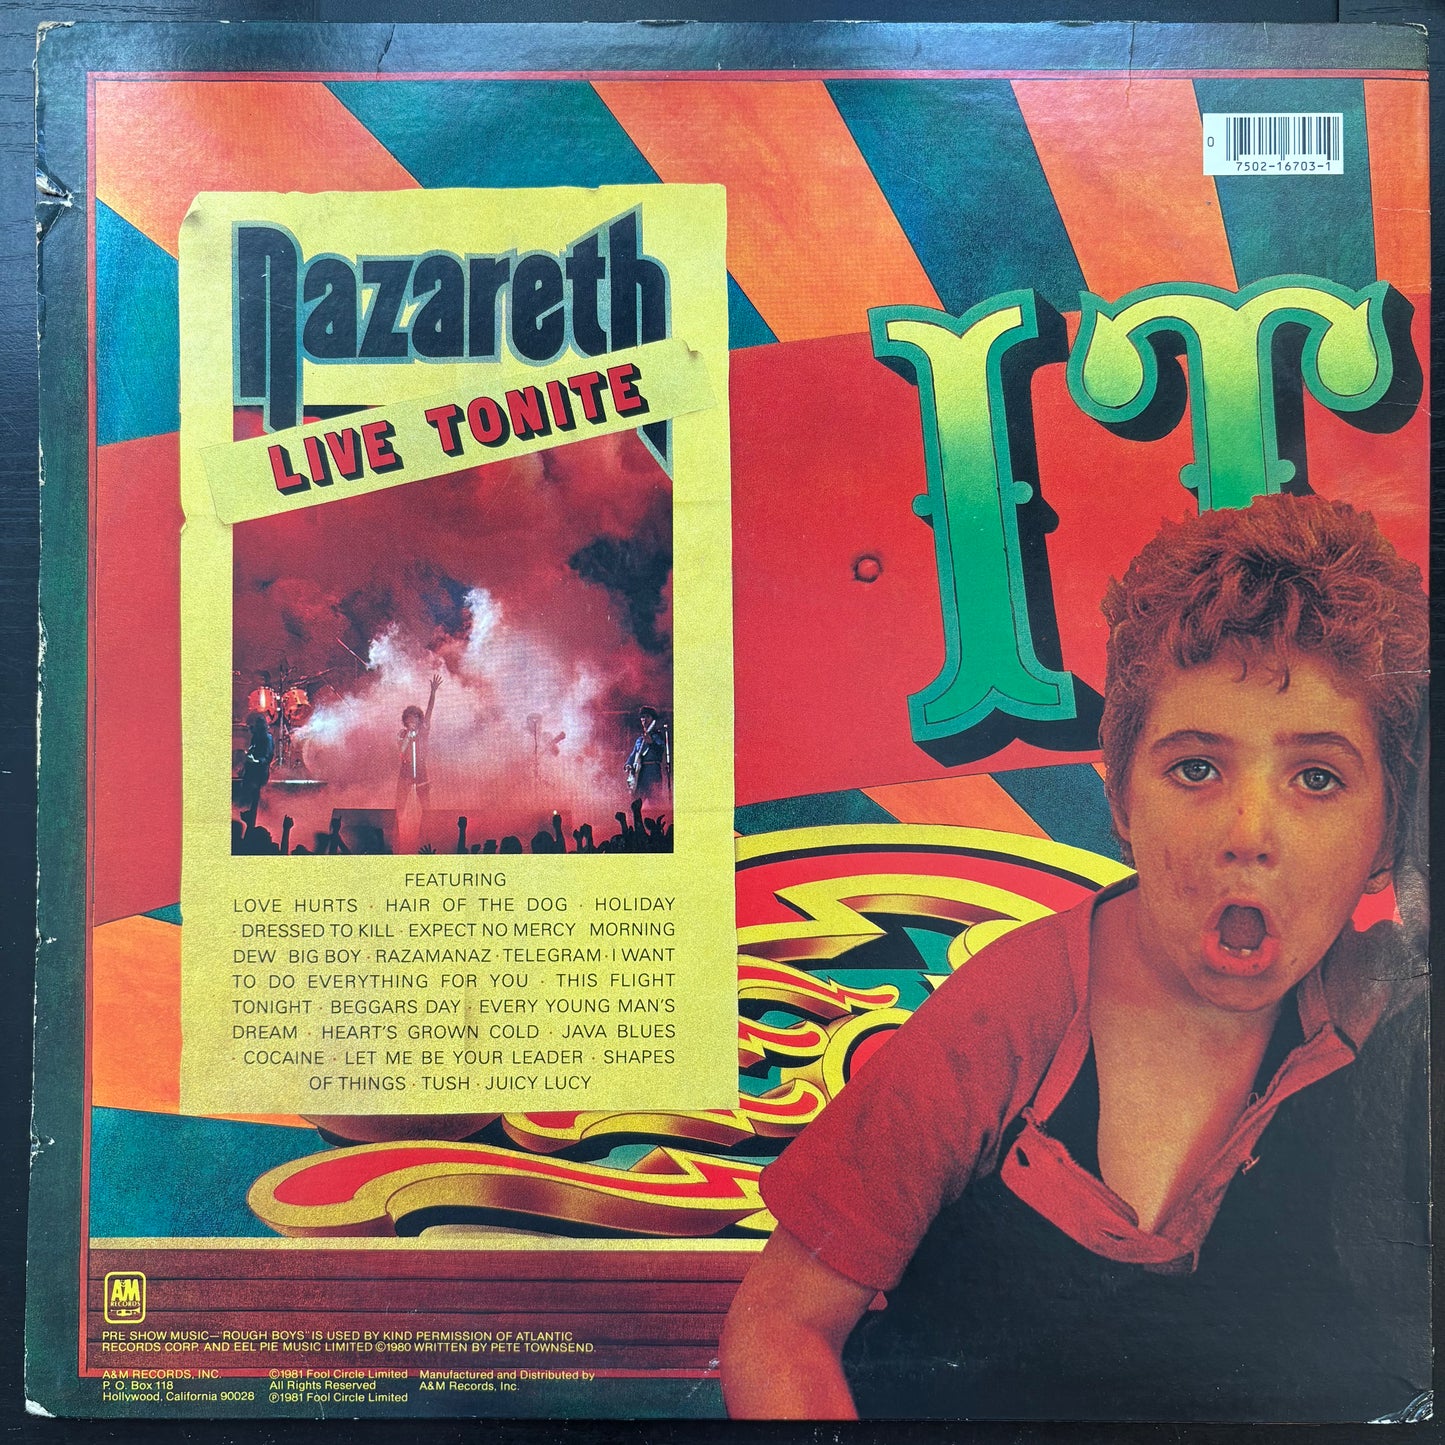 0
7502-16703-1
Nazareth
LIVE TONITE
IT
FEATURING
LOVE HURTS · HAIR OF THE DOG · HOLIDAY
· DRESSED TO KILL · EXPECT NO MERCY MORNING
DEW BIG BOY · RAZAMANAZ · TELEGRAM · I WANT
TO DO EVERYTHING FOR YOU · THIS FLIGHT
TONIGHT · BEGGARS DAY · EVERY YOUNG MAN'S
DREAM · HEART'S GROWN COLD · JAVA BLUES
· COCAINE · LET ME BE YOUR LEADER · SHAPES
OF THINGS · TUSH · JUICY LUCY
A&M
RECORDS
PRE SHOW MUSIC—"ROUGH BOYS" IS USED BY KIND PERMISSION OF ATLANTIC
RECORDS CORP. AND EEL PIE MUSIC LIMITED ©1980 WRITTEN BY PETE TOWNSEND.
A&M RECORDS, INC.
P. O. Box 118
Hollywood, California 90028
©1981 Fool Circle Limited
All Rights Reserved
℗1981 Fool Circle Limited
Manufactured and Distributed by
A&M Records, Inc.